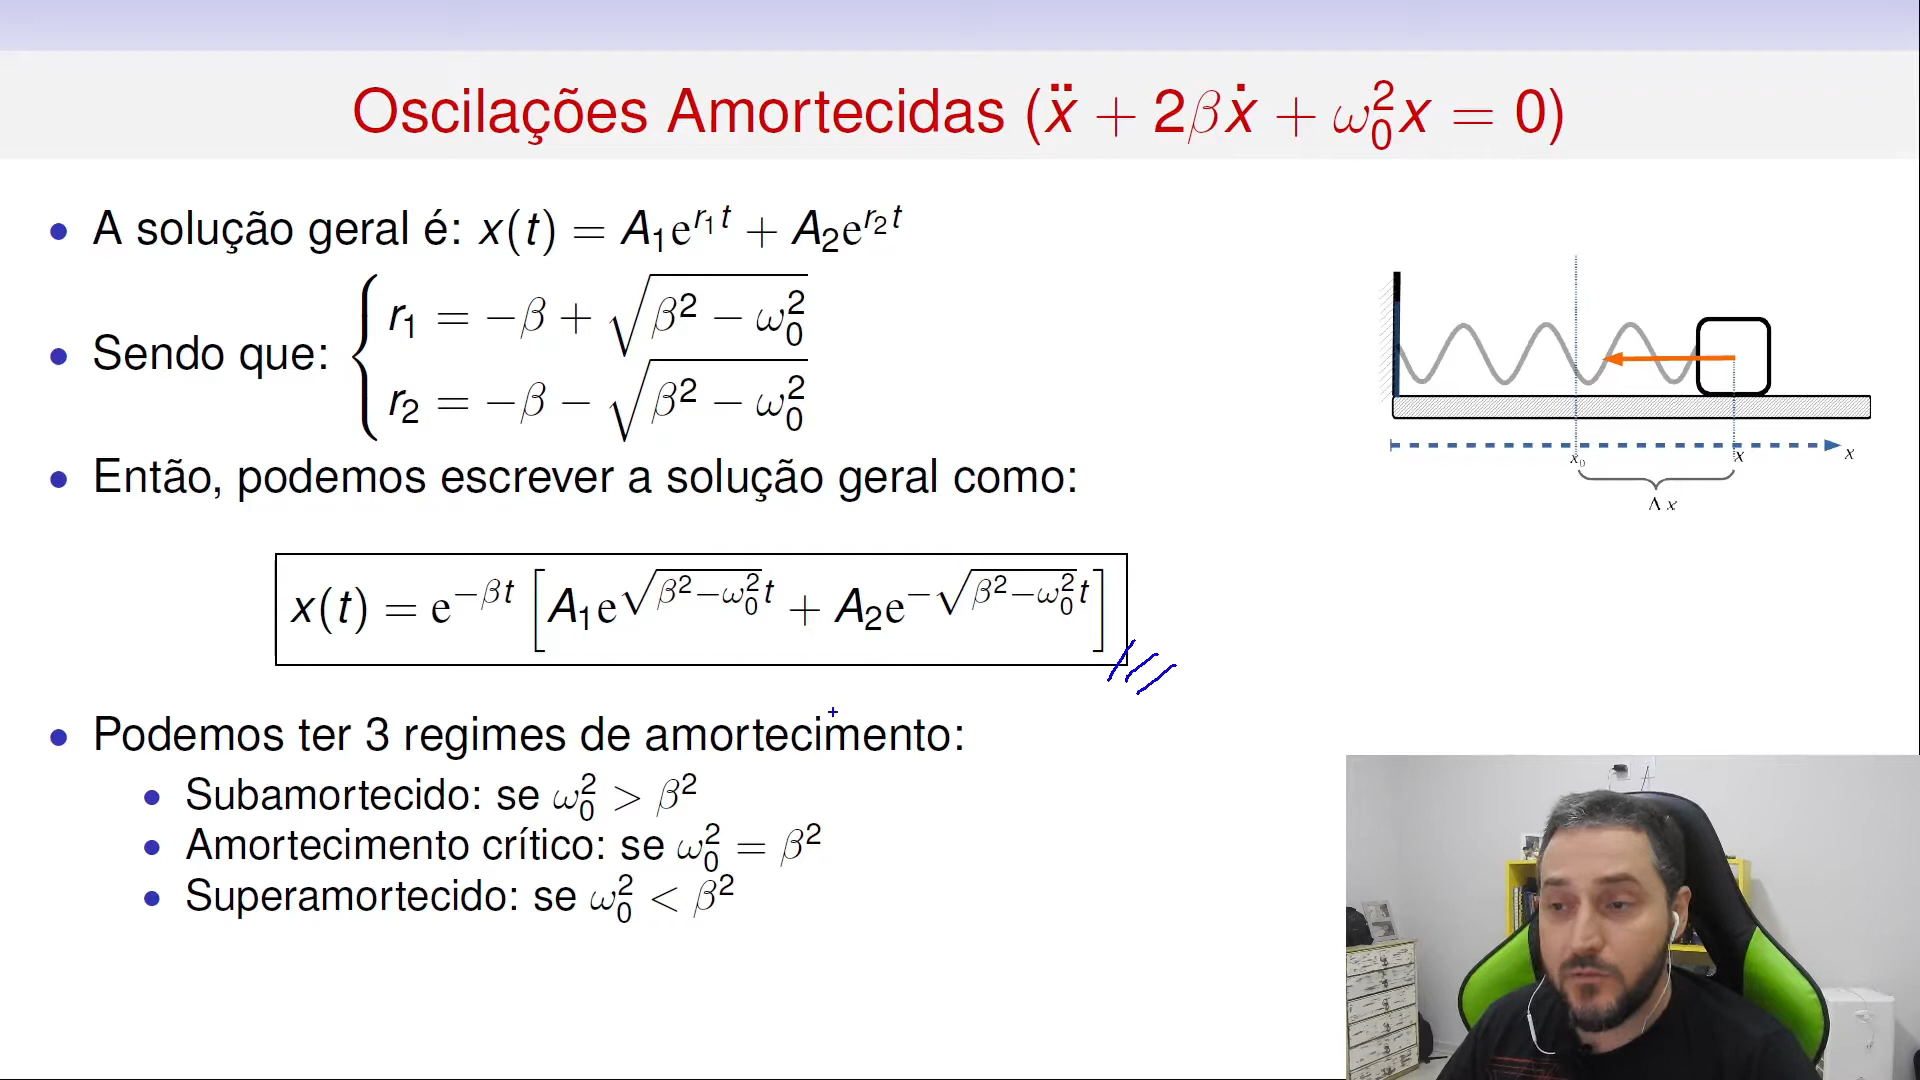 Oscilações Amortecidas (ẍ + 2βẋ + ω₀²x = 0)
A solução geral é: x(t) = A₁e^{r₁t} + A₂e^{r₂t}
Sendo que: { r₁ = −β + √(β² − ω₀²)
r₂ = −β − √(β² − ω₀²)
Então, podemos escrever a solução geral como:
x(t) = e^{−βt} [A₁e^{√(β²−ω₀²)t} + A₂e^{−√(β²−ω₀²)t}]
Podemos ter 3 regimes de amortecimento:
Subamortecido: se ω₀² > β²
Amortecimento crítico: se ω₀² = β²
Superamortecido: se ω₀² < β²
x₀
x
x
Δ x